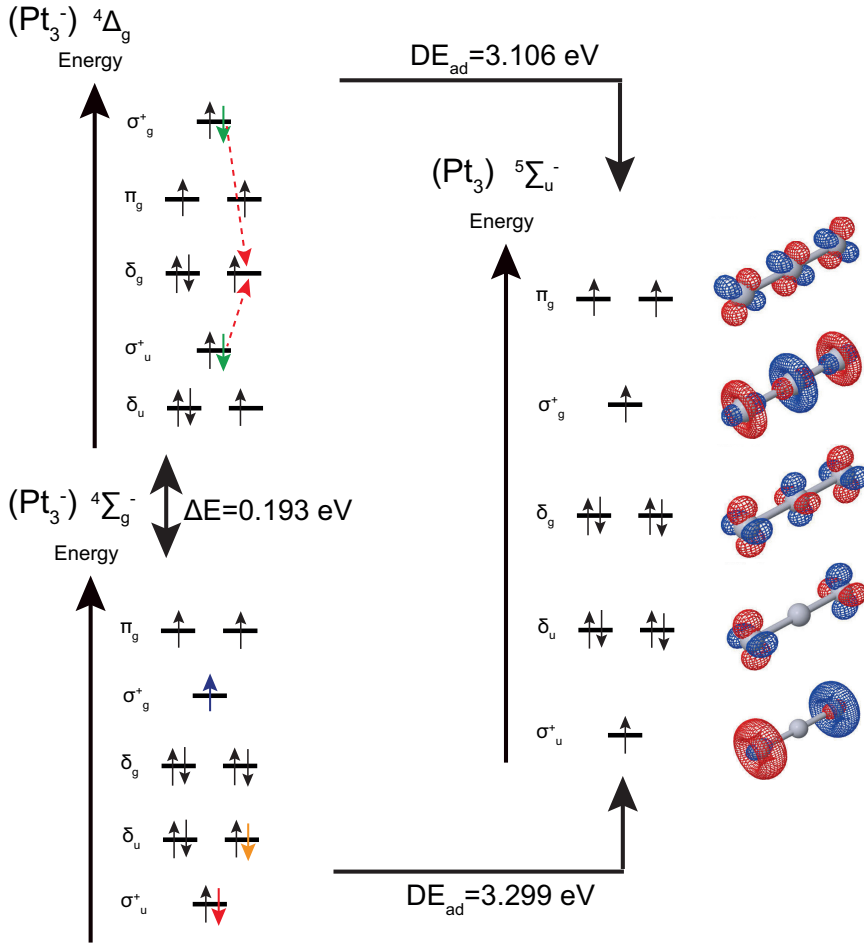 (Pt₃⁻) ⁴Δg
Energy
σ⁺g
πg
δg
σ⁺u
δu
DEad=3.106 eV
(Pt₃⁻) ⁴Σg⁻
ΔE=0.193 eV
Energy
πg
σ⁺g
δg
δu
σ⁺u
DEad=3.299 eV
(Pt₃) ⁵Σu⁻
Energy
πg
σ⁺g
δg
δu
σ⁺u